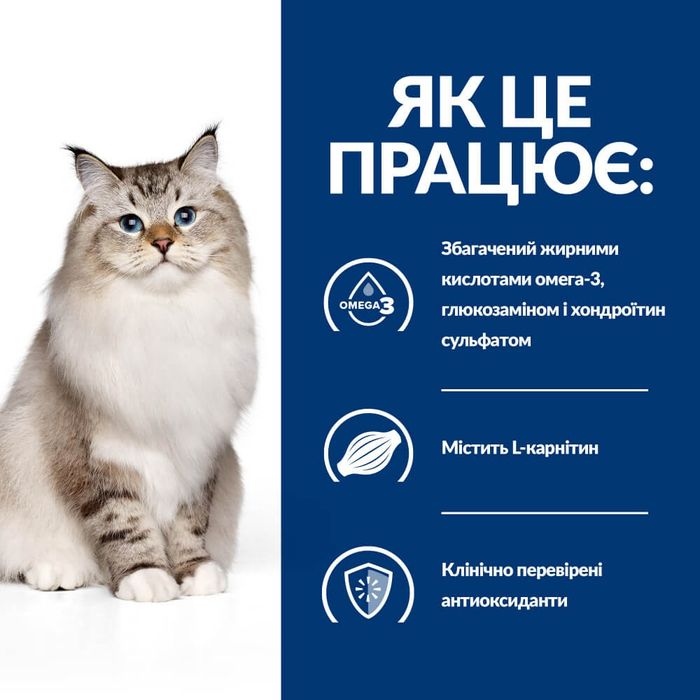 ЯК ЦЕ
ПРАЦЮЄ:
Збагачений жирними
кислотами омега-3,
глюкозаміном і хондроїтин
сульфатом
OMEGA3
Містить L-карнітин
Клінічно перевірені
антиоксиданти